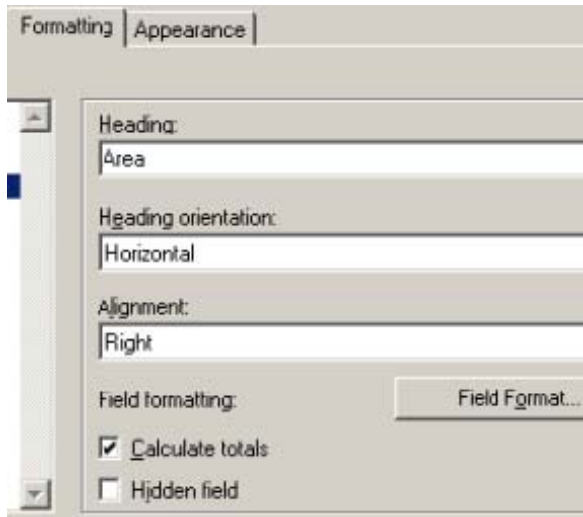 Formatting Appearance
Heading:
Area
Heading orientation:
Horizontal
Alignment:
Right
Field formatting: Field Format...
Calculate totals
Hidden field